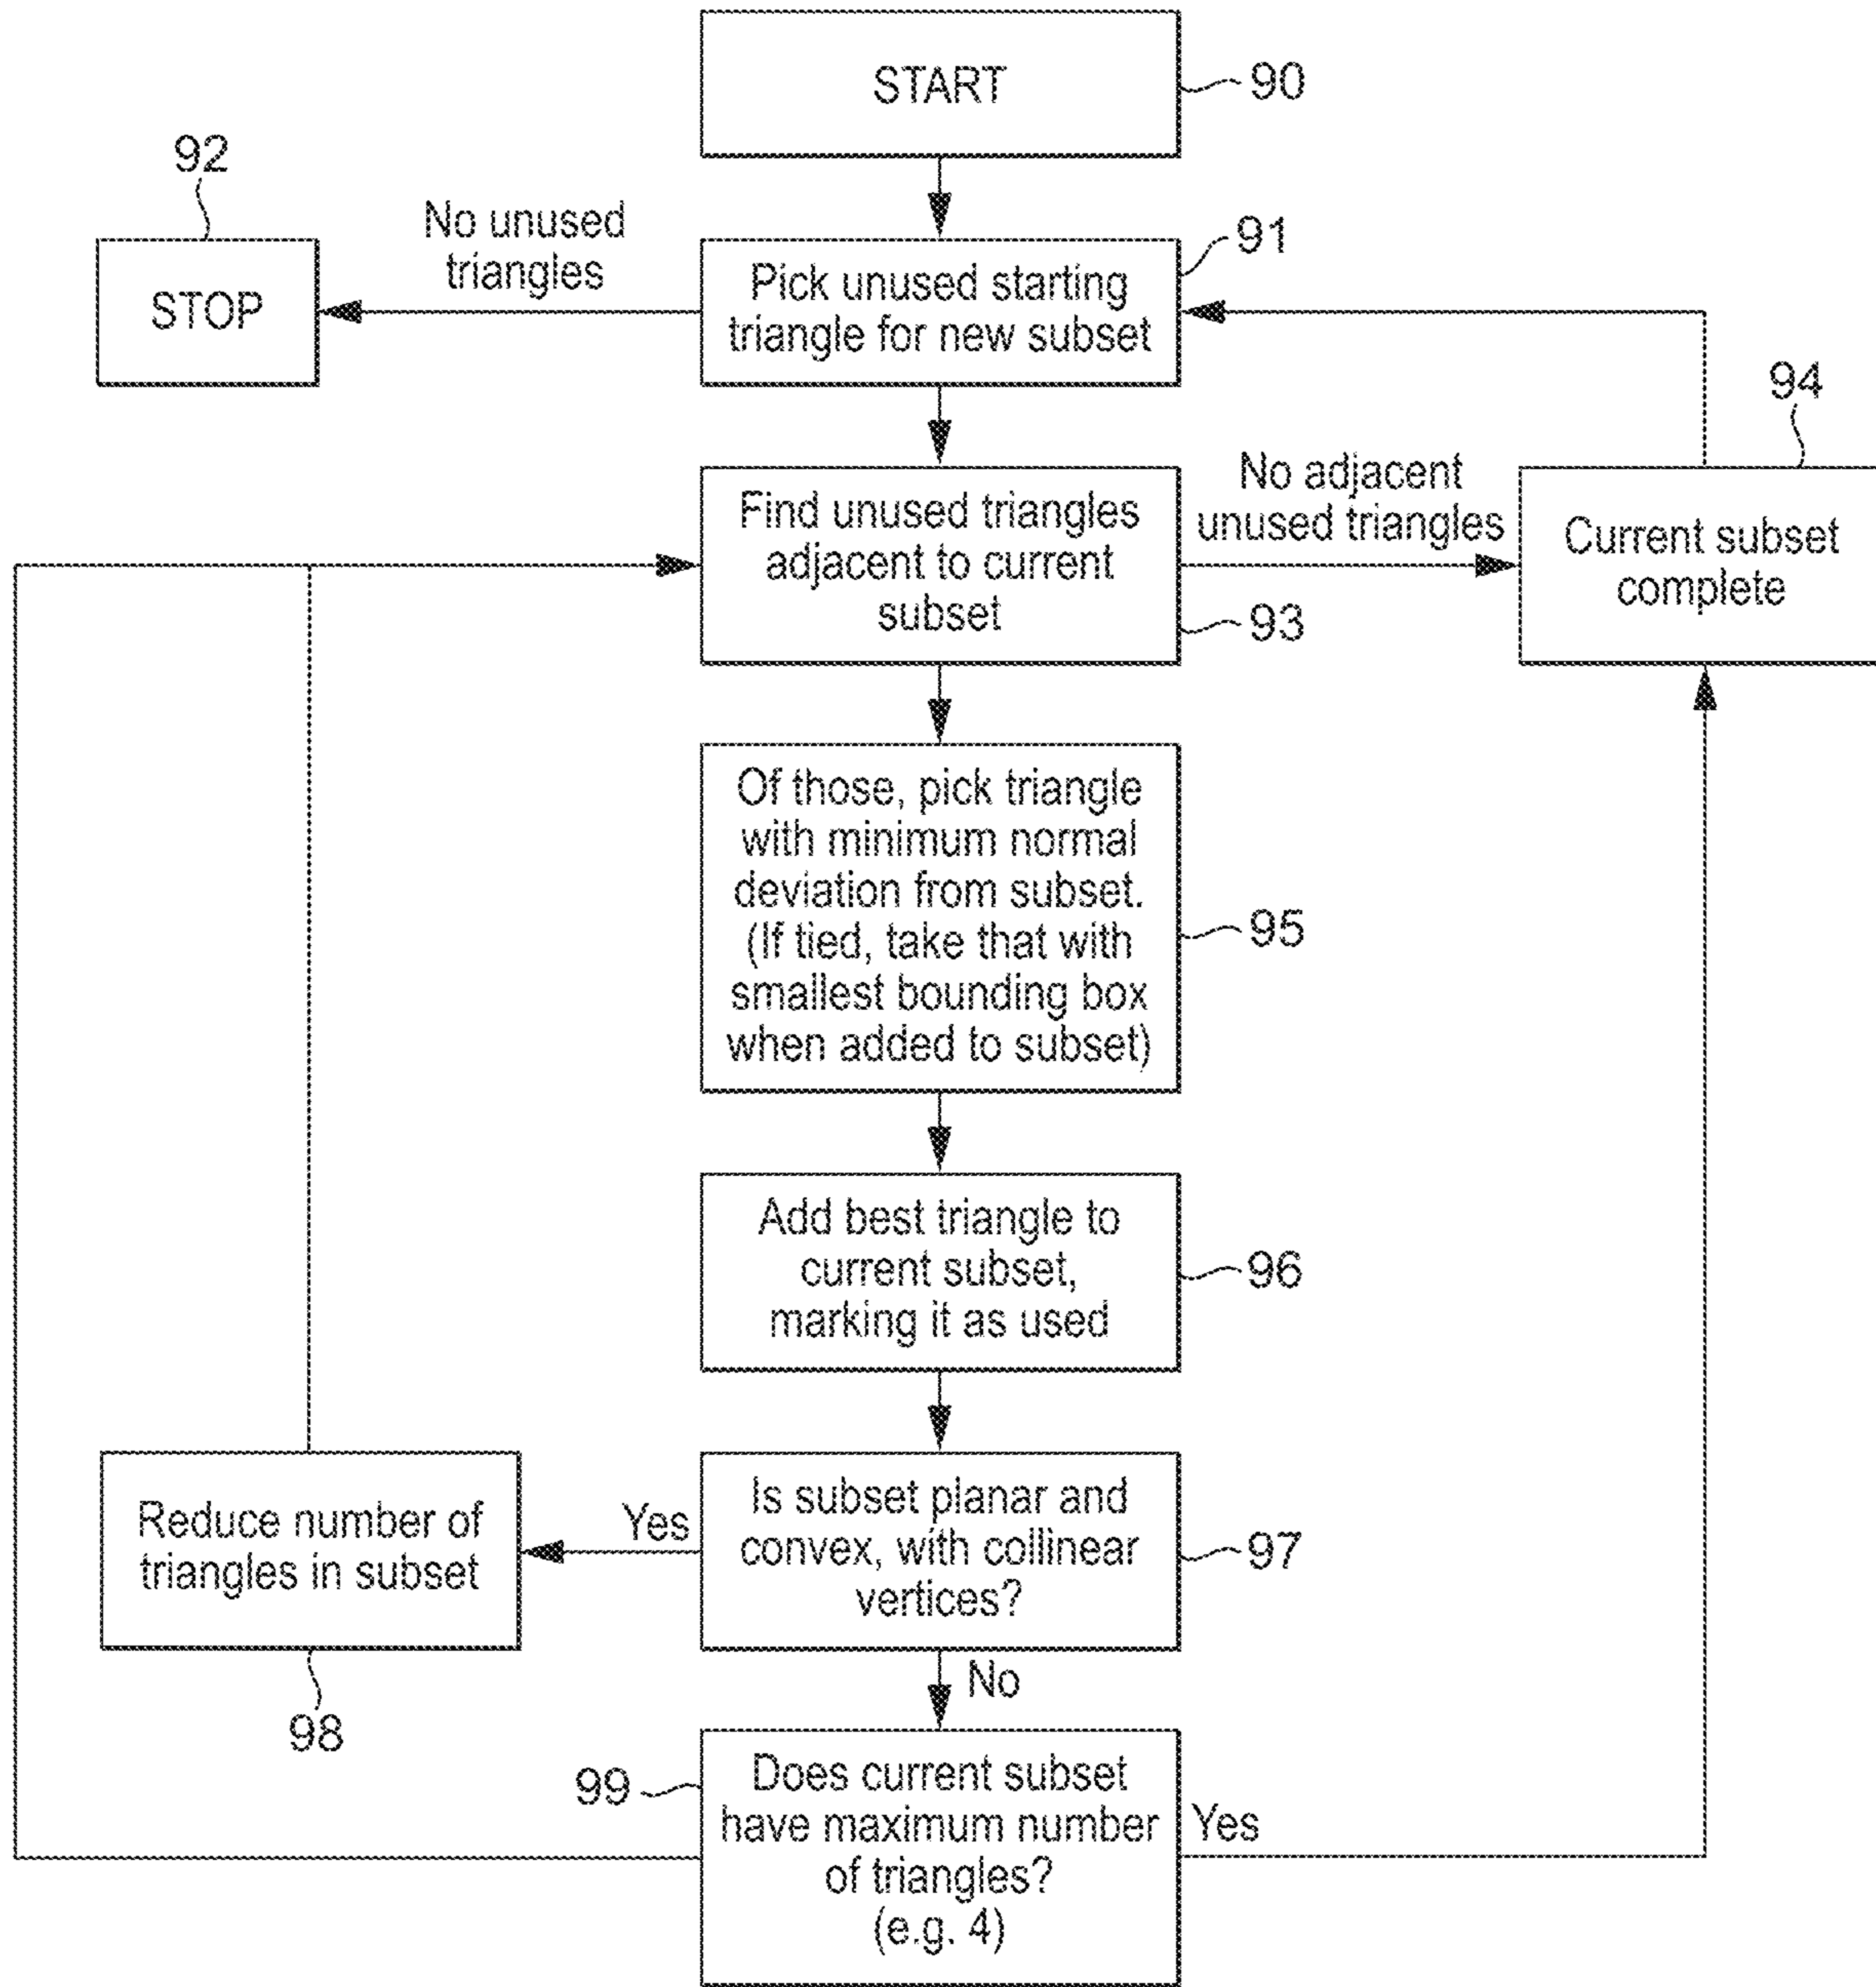 START
90
92
No unused
triangles
91
STOP
Pick unused starting
triangle for new subset
94
No adjacent
unused triangles
Find unused triangles
adjacent to current
subset
93
Current subset
complete
Of those, pick triangle
with minimum normal
deviation from subset.
(If tied, take that with
smallest bounding box
when added to subset)
95
Add best triangle to
current subset,
marking it as used
96
Reduce number of
triangles in subset
98
Yes
Is subset planar and
convex, with collinear
vertices?
97
No
99
Does current subset
have maximum number
of triangles?
(e.g. 4)
Yes